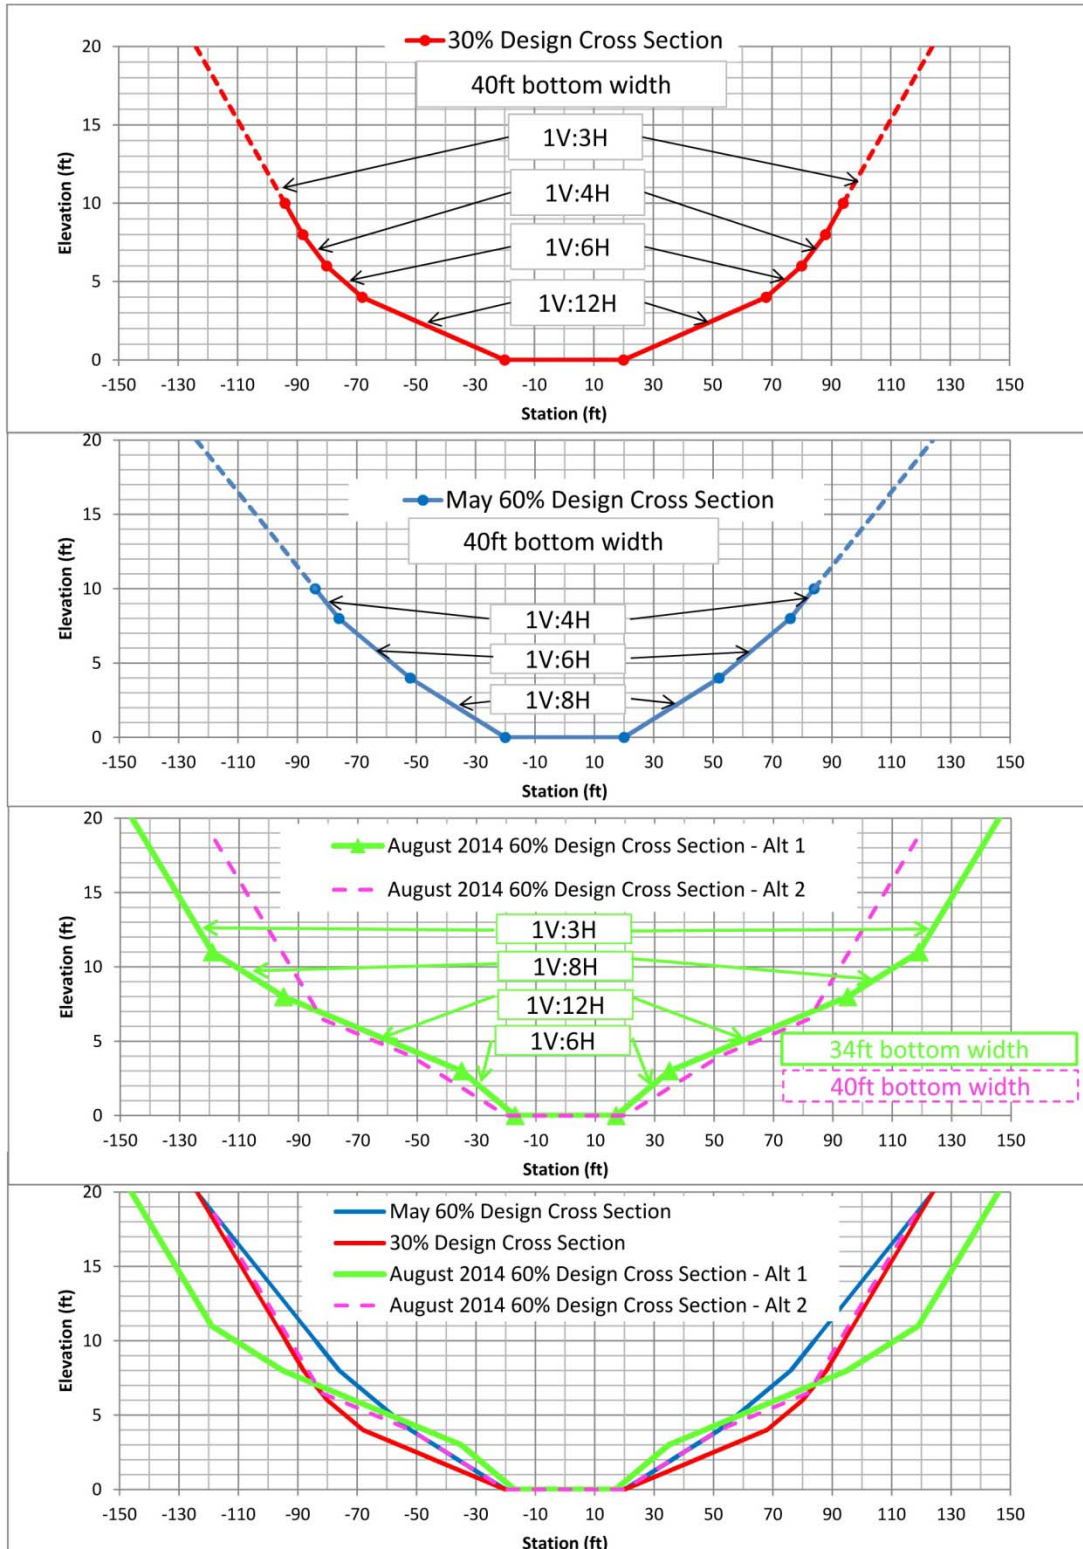 30% Design Cross Section
40ft bottom width
1V:3H
1V:4H
1V:6H
1V:12H
Elevation (ft)
20
15
10
5
0
-150 -130 -110 -90 -70 -50 -30 -10 10 30 50 70 90 110 130 150
Station (ft)
May 60% Design Cross Section
40ft bottom width
1V:4H
1V:6H
1V:8H
Elevation (ft)
20
15
10
5
0
-150 -130 -110 -90 -70 -50 -30 -10 10 30 50 70 90 110 130 150
Station (ft)
August 2014 60% Design Cross Section - Alt 1
August 2014 60% Design Cross Section - Alt 2
1V:3H
1V:8H
1V:12H
1V:6H
34ft bottom width
40ft bottom width
Elevation (ft)
20
15
10
5
0
-150 -130 -110 -90 -70 -50 -30 -10 10 30 50 70 90 110 130 150
Station (ft)
May 60% Design Cross Section
30% Design Cross Section
August 2014 60% Design Cross Section - Alt 1
August 2014 60% Design Cross Section - Alt 2
Elevation (ft)
20
15
10
5
0
-150 -130 -110 -90 -70 -50 -30 -10 10 30 50 70 90 110 130 150
Station (ft)